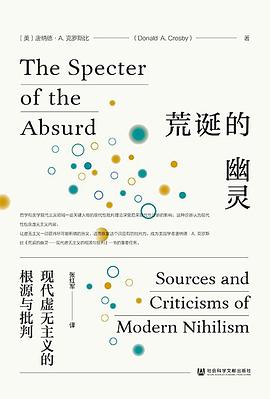 [美] 唐纳德·A. 克罗斯比 (Donald A. Crosby) 著
The Specter
of the
Absurd
荒诞的
幽灵
现代虚无主义的
根源与批判
张红军 译
Sources and
Criticisms of
Modern Nihilism
社会科学文献出版社